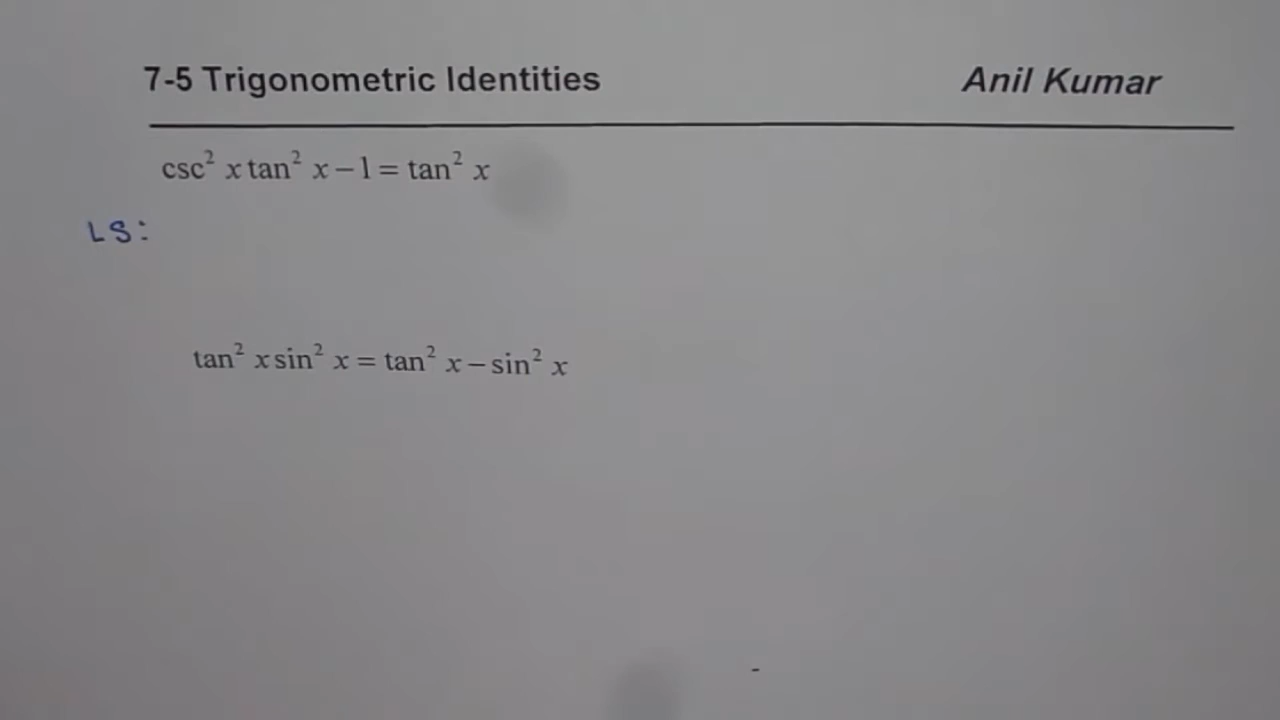 7-5 Trigonometric Identities Anil Kumar
csc² x tan² x − 1 = tan² x
LS:
tan² x sin² x = tan² x − sin² x